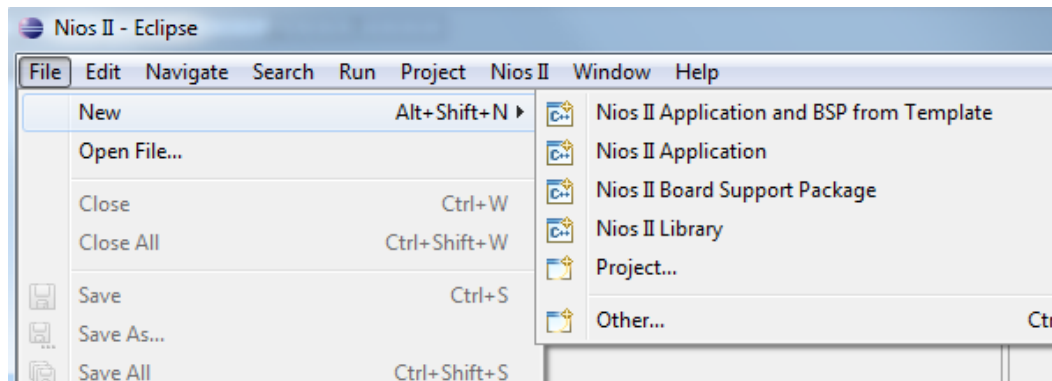 Nios II - Eclipse
File Edit Navigate Search Run Project Nios II Window Help
New Alt+Shift+N
Nios II Application and BSP from Template
Open File...
Nios II Application
Close Ctrl+W
Nios II Board Support Package
Close All Ctrl+Shift+W
Nios II Library
Project...
Save Ctrl+S
Other...
Save As...
Save All Ctrl+Shift+S